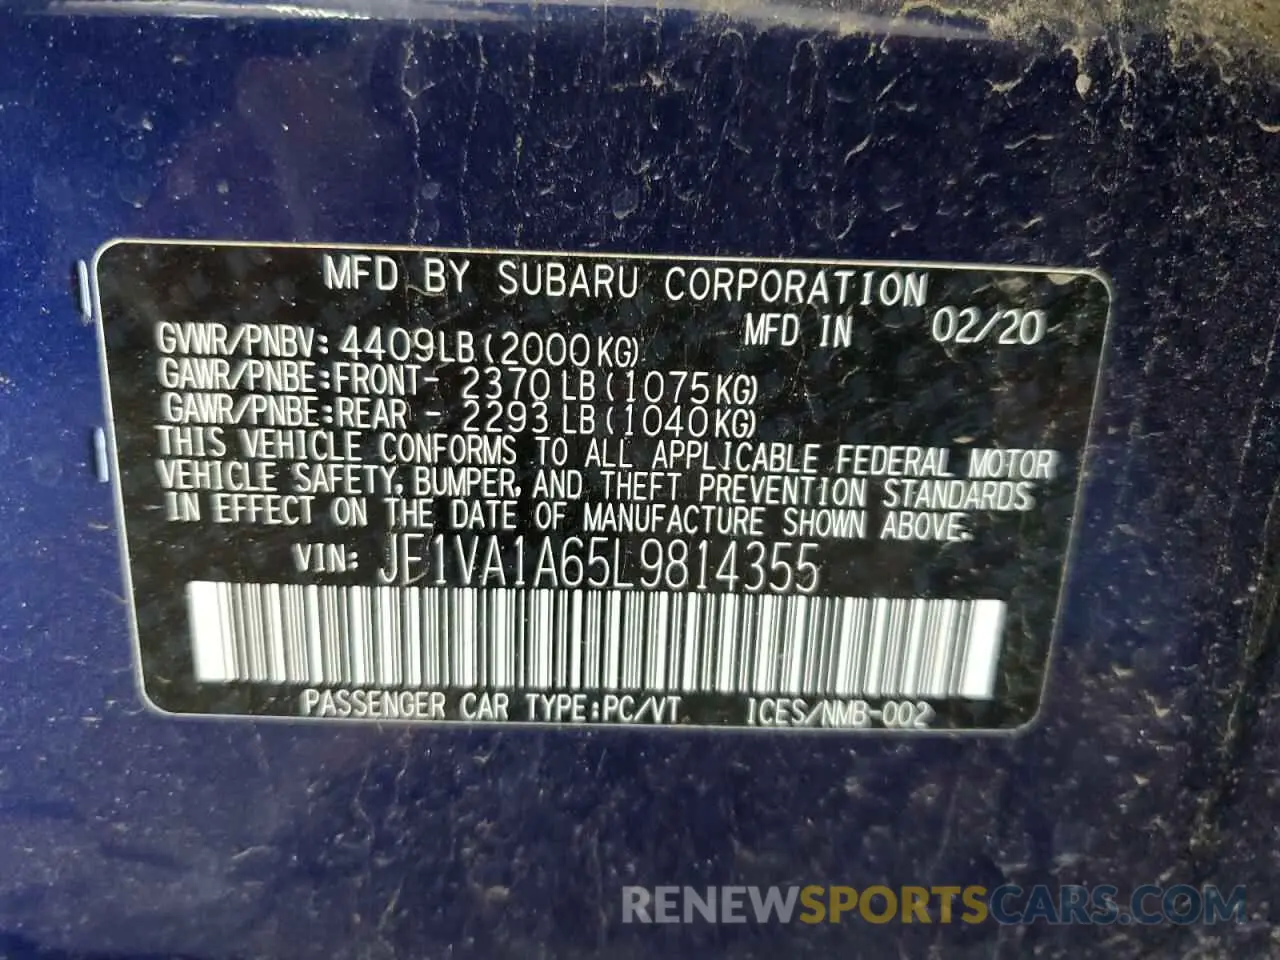 MFD BY SUBARU CORPORATION
MFD IN 02/20
GVWR/PNBV: 4409LB(2000KG)
GAWR/PNBE:FRONT- 2370LB(1075KG)
GAWR/PNBE:REAR - 2293LB(1040KG)
THIS VEHICLE CONFORMS TO ALL APPLICABLE FEDERAL MOTOR
VEHICLE SAFETY, BUMPER, AND THEFT PREVENTION STANDARDS
IN EFFECT ON THE DATE OF MANUFACTURE SHOWN ABOVE.
VIN: JF1VA1A65L9814355
PASSENGER CAR TYPE:PC/VT ICES/NMB-002
RENEWSPORTSCARS.COM